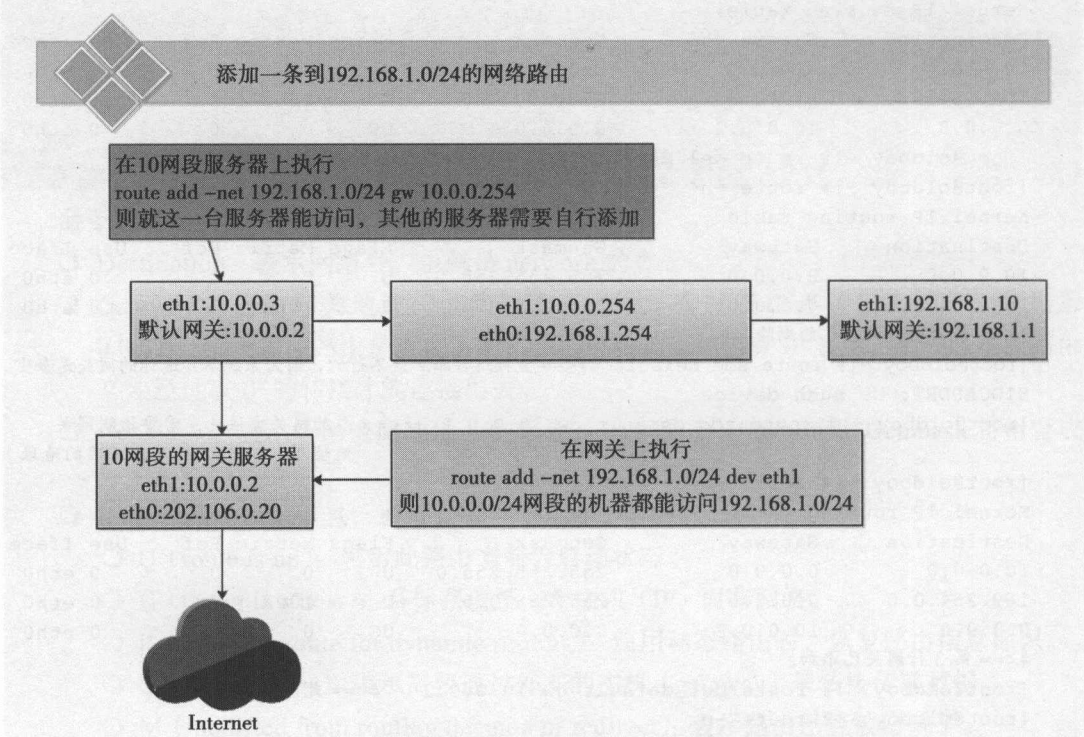 添加一条到192.168.1.0/24的网络路由
在10网段服务器上执行
route add –net 192.168.1.0/24 gw 10.0.0.254
则就这一台服务器能访问，其他的服务器需要自行添加
eth1:10.0.0.3
默认网关:10.0.0.2
eth1:10.0.0.254
eth0:192.168.1.254
eth1:192.168.1.10
默认网关:192.168.1.1
10网段的网关服务器
eth1:10.0.0.2
eth0:202.106.0.20
在网关上执行
route add –net 192.168.1.0/24 dev eth1
则10.0.0.0/24网段的机器都能访问192.168.1.0/24
Internet